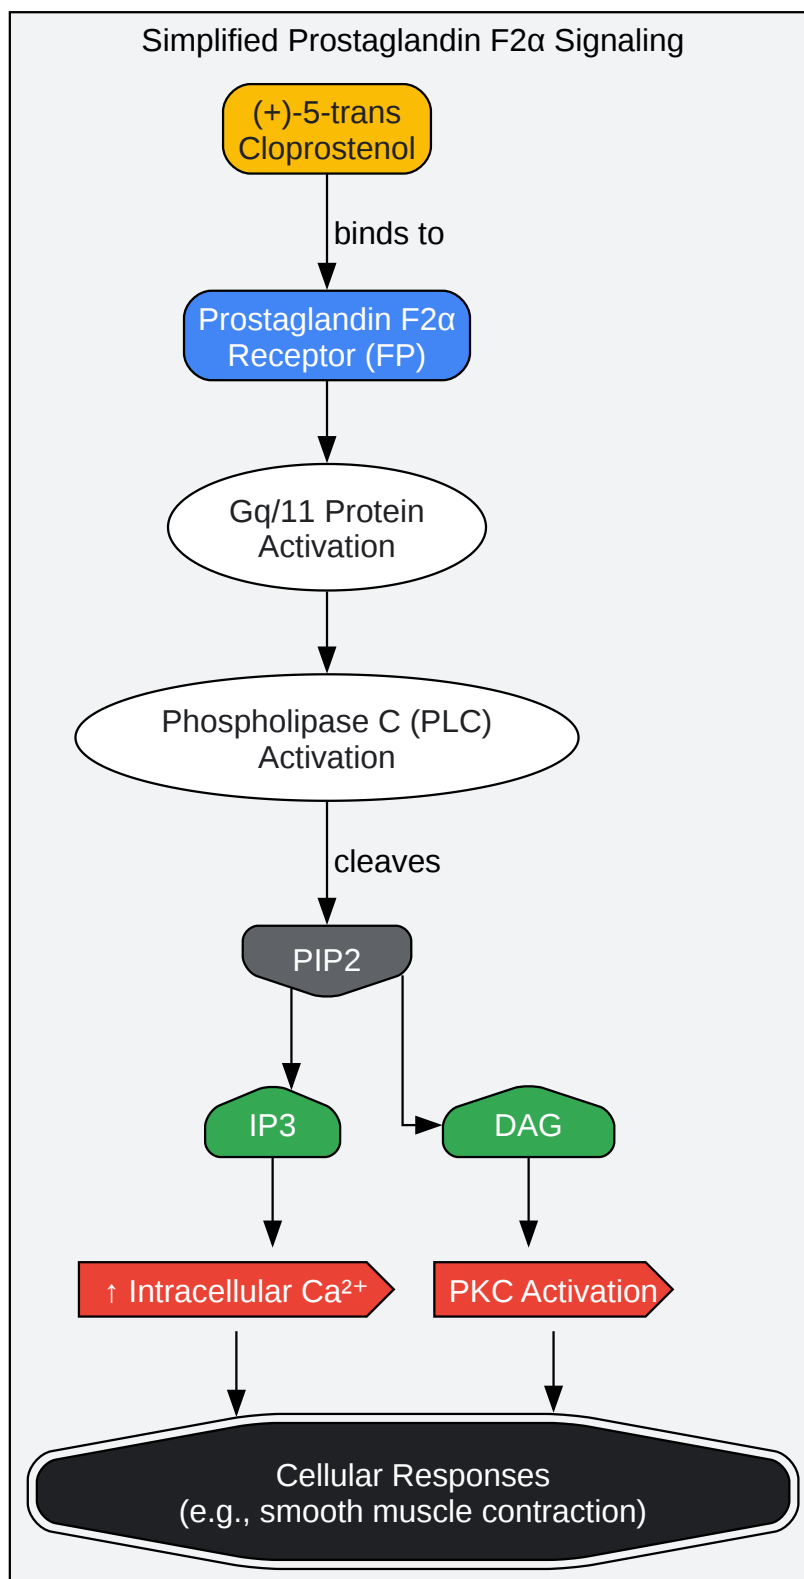 Simplified Prostaglandin F2α Signaling
(+)-5-trans
Cloprostenol
binds to
Prostaglandin F2α
Receptor (FP)
Gq/11 Protein
Activation
Phospholipase C (PLC)
Activation
cleaves
PIP2
IP3
DAG
↑ Intracellular Ca²⁺
PKC Activation
Cellular Responses
(e.g., smooth muscle contraction)